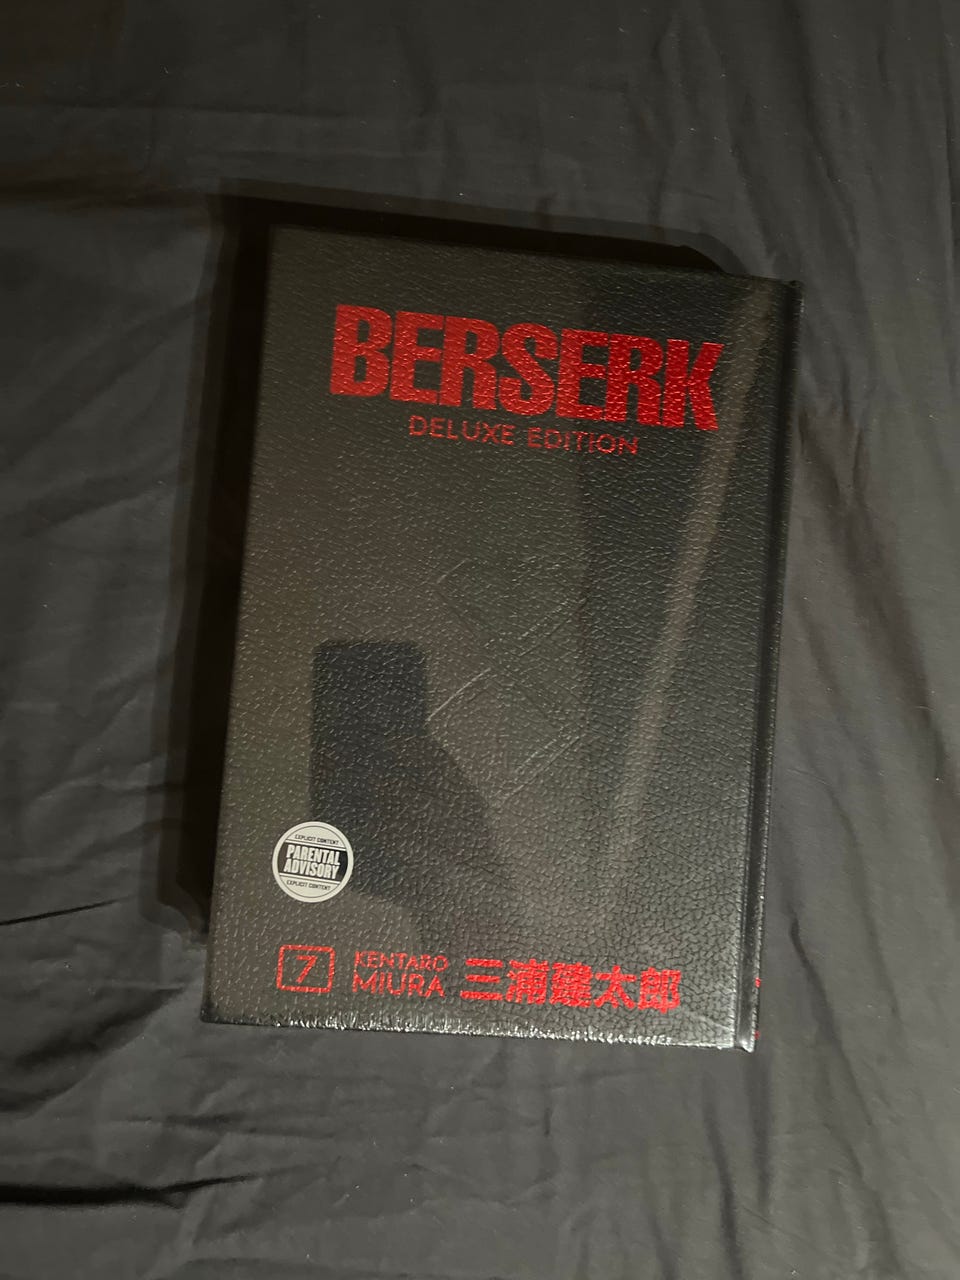 BERSERK
DELUXE EDITION
EXPLICIT CONTENT
PARENTAL
ADVISORY
EXPLICIT CONTENT
7
KENTARO
MIURA
三浦建太郎